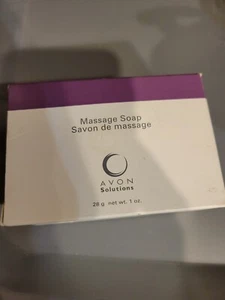 Massage Soap
Savon de massage
AVON
Solutions
28 g net wt. 1 oz.